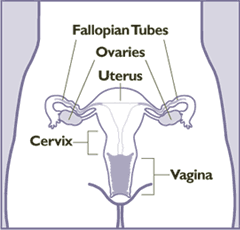 Fallopian Tubes
Ovaries
Uterus
Cervix
Vagina